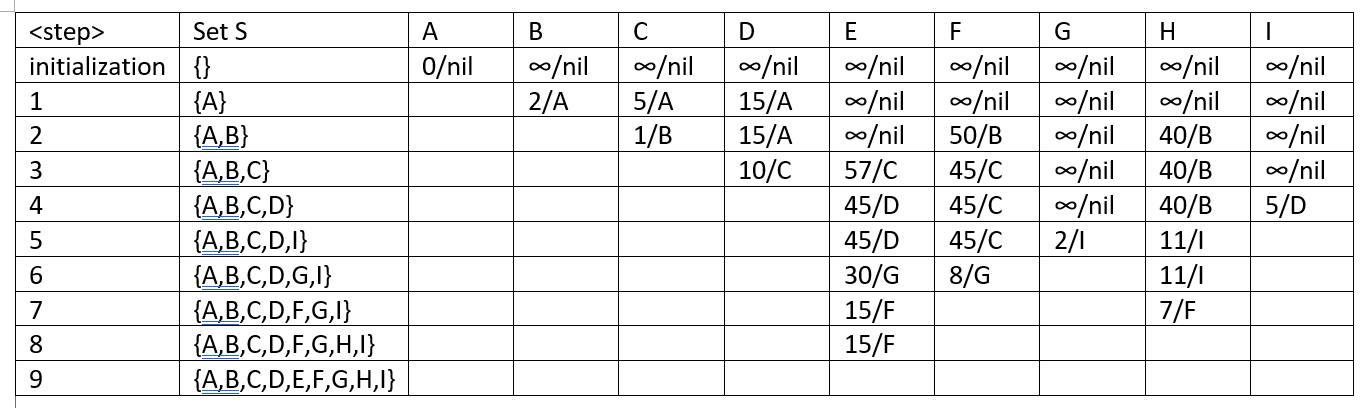 <step> Set S A B C D E F G H I
initialization {} 0/nil ∞/nil ∞/nil ∞/nil ∞/nil ∞/nil ∞/nil ∞/nil ∞/nil
1 {A} 2/A 5/A 15/A ∞/nil ∞/nil ∞/nil ∞/nil ∞/nil
2 {A,B} 1/B 15/A ∞/nil 50/B ∞/nil 40/B ∞/nil
3 {A,B,C} 10/C 57/C 45/C ∞/nil 40/B ∞/nil
4 {A,B,C,D} 45/D 45/C ∞/nil 40/B 5/D
5 {A,B,C,D,I} 45/D 45/C 2/I 11/I
6 {A,B,C,D,G,I} 30/G 8/G 11/I
7 {A,B,C,D,F,G,I} 15/F 7/F
8 {A,B,C,D,F,G,H,I} 15/F
9 {A,B,C,D,E,F,G,H,I}